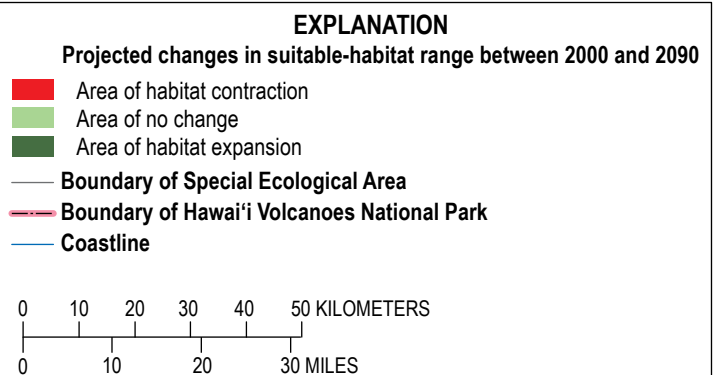 EXPLANATION
Projected changes in suitable-habitat range between 2000 and 2090
Area of habitat contraction
Area of no change
Area of habitat expansion
Boundary of Special Ecological Area
Boundary of Hawai‘i Volcanoes National Park
Coastline
0 10 20 30 40 50 KILOMETERS
0 10 20 30 MILES